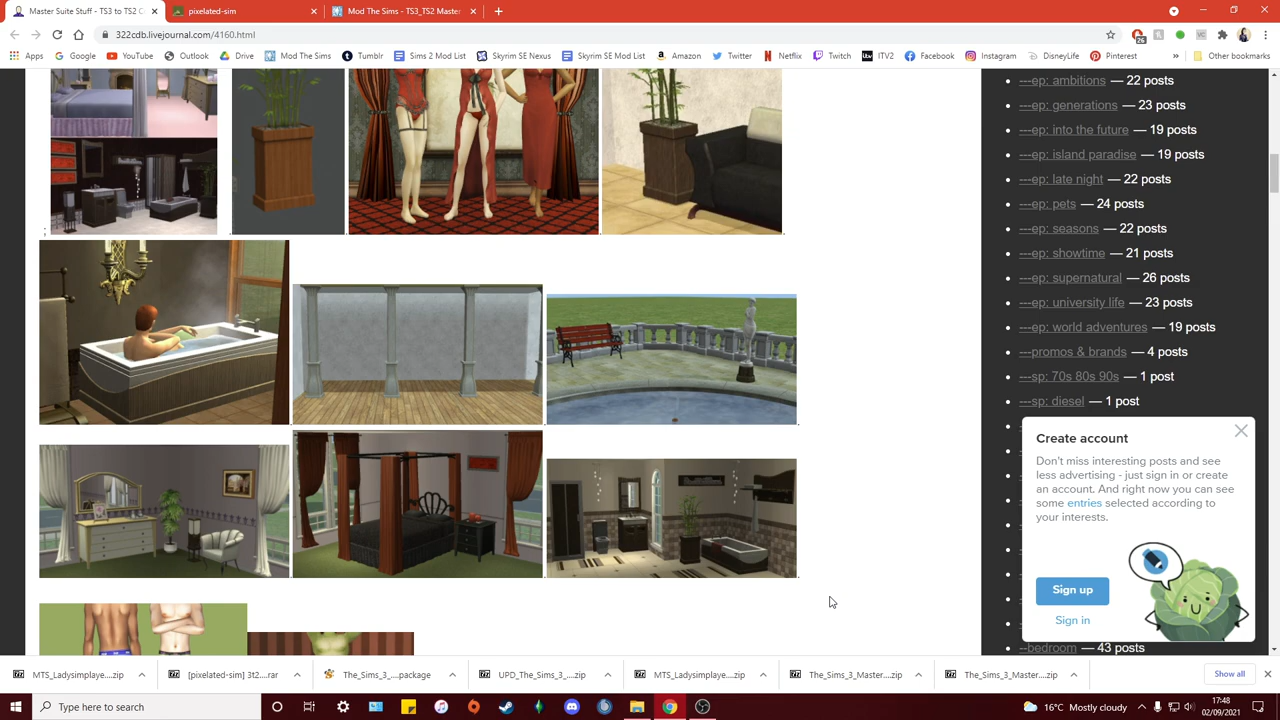 Master Suite Stuff - TS3 to TS2 C
pixelated-sim
Mod The Sims - TS3_TS2 Master
322cdb.livejournal.com/4160.html
26
Apps
Google
YouTube
Outlook
Drive
Mod The Sims
Tumblr
Sims 2 Mod List
Skyrim SE Nexus
Skyrim SE Mod List
Amazon
Twitter
Netflix
Twitch
ITV2
Facebook
Instagram
DisneyLife
Pinterest
»
Other bookmarks
---ep: ambitions — 22 posts
---ep: generations — 23 posts
---ep: into the future — 19 posts
---ep: island paradise — 19 posts
---ep: late night — 22 posts
---ep: pets — 24 posts
---ep: seasons — 22 posts
---ep: showtime — 21 posts
---ep: supernatural — 26 posts
---ep: university life — 23 posts
---ep: world adventures — 19 posts
---promos & brands — 4 posts
---sp: 70s 80s 90s — 1 post
---sp: diesel — 1 post
Create account
Don't miss interesting posts and see
less advertising - just sign in or create
an account. And right now you can see
some entries selected according to
your interests.
Sign up
Sign in
--bedroom — 43 posts
MTS_Ladysimplaye....zip
[pixelated-sim] 3t2....rar
The_Sims_3_....package
UPD_The_Sims_3_....zip
MTS_Ladysimplaye....zip
The_Sims_3_Master....zip
The_Sims_3_Master....zip
Show all
Type here to search
16°C Mostly cloudy
17:48
02/09/2021